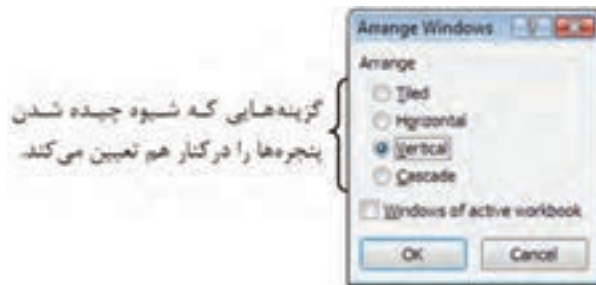 Arrange Windows
Arrange
Tiled
Horizontal
Vertical
Cascade
Windows of active workbook
OK Cancel
گزینه‌هایی که شیوه چیده شدن
پنجره‌ها را درکنار هم تعیین می‌کند.